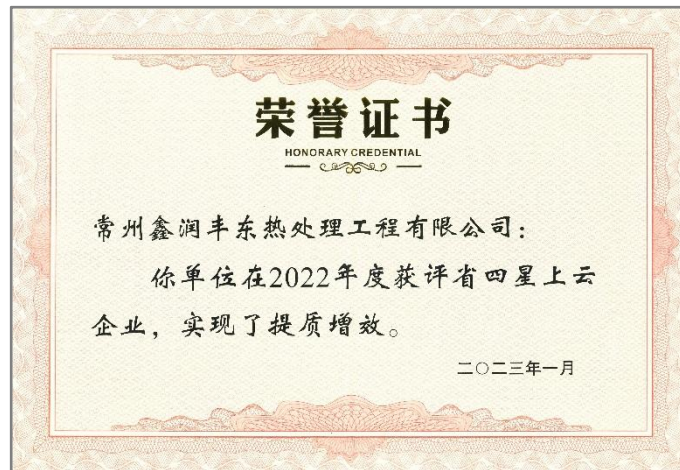 荣誉证书
HONORARY CREDENTIAL
常州鑫润丰东热处理工程有限公司：
你单位在2022年度获评省四星上云
企业，实现了提质增效。
二〇二三年一月